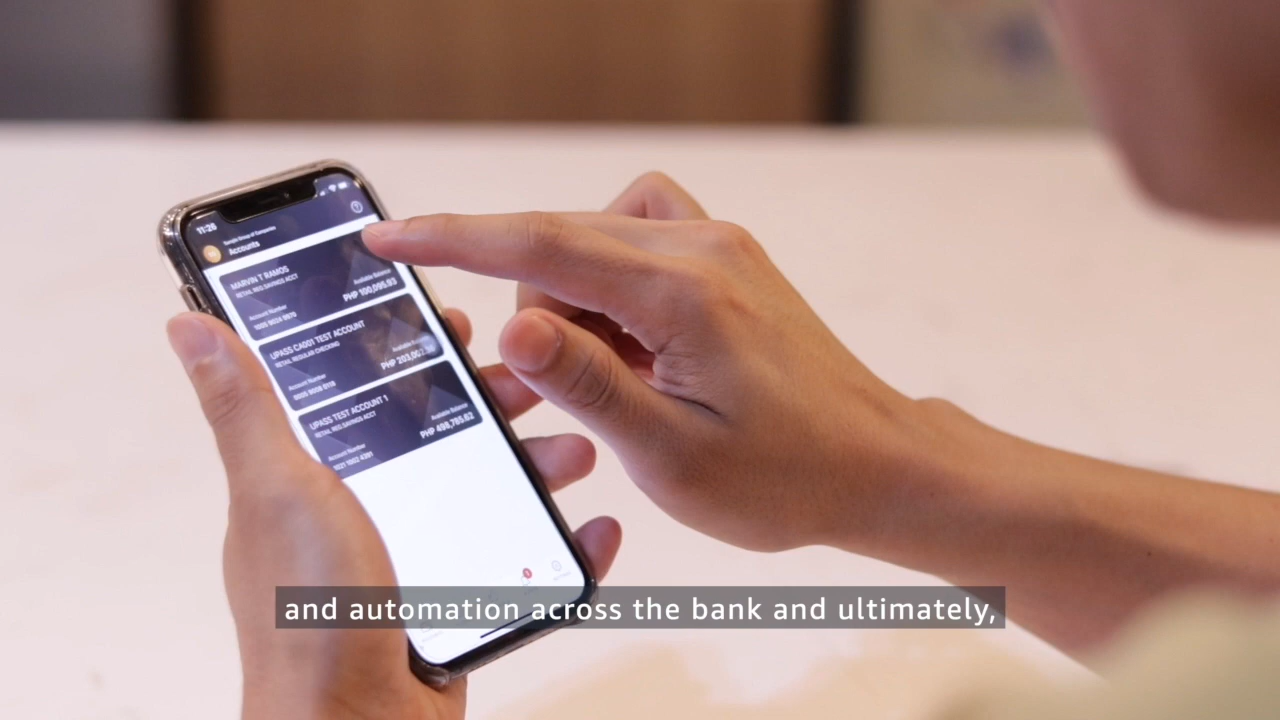 11:26
Accounts
MARVIN T RAMOS
RETAIL REG SAVINGS ACCT
Available Balance
Account Number
PHP 100,095.93
UPASS CA001 TEST ACCOUNT
RETAIL REGULAR CHECKING
Available
Account Number
PHP
UPASS TEST ACCOUNT 1
RETAIL REG SAVINGS ACCT
Available Balance
Account Number
PHP 498,785.82
and automation across the bank and ultimately,